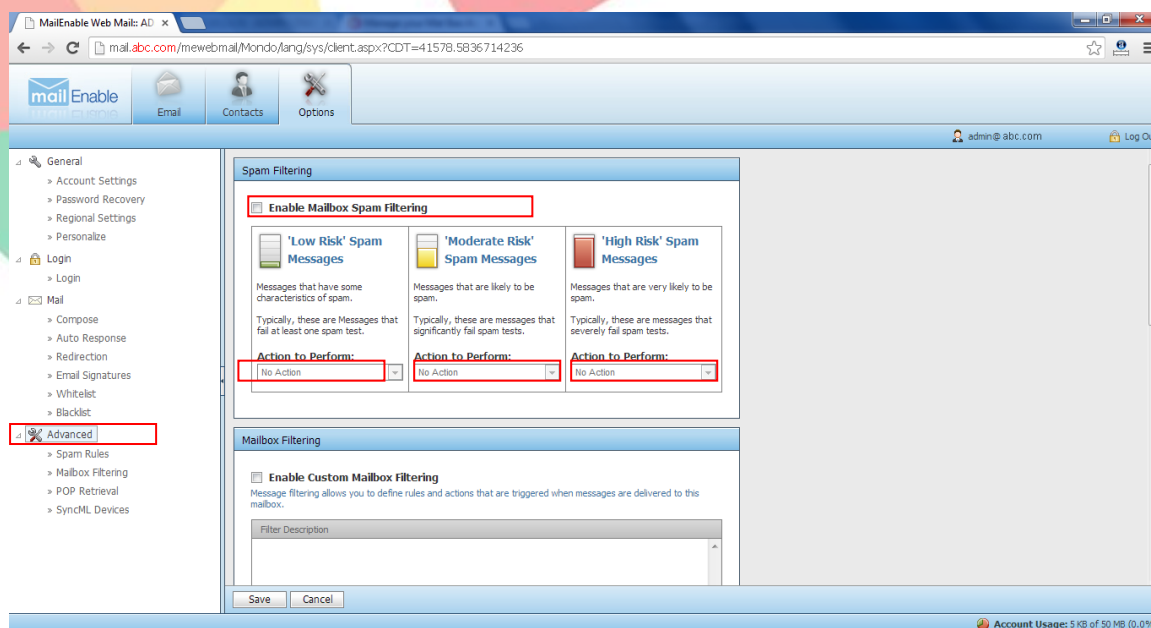 MailEnable Web Mail:: AD
mail.abc.com/mewebmail/Mondo/lang/sys/client.aspx?CDT=41578.5836714236
mail Enable
Email
Contacts
Options
admin@abc.com
Log Ou
General
» Account Settings
» Password Recovery
» Regional Settings
» Personalize
Login
» Login
Mail
» Compose
» Auto Response
» Redirection
» Email Signatures
» Whitelist
» Blacklist
Advanced
» Spam Rules
» Mailbox Filtering
» POP Retrieval
» SyncML Devices
Spam Filtering
Enable Mailbox Spam Filtering
'Low Risk' Spam
Messages
Messages that have some
characteristics of spam.
Typically, these are Messages that
fail at least one spam test.
Action to Perform:
No Action
'Moderate Risk'
Spam Messages
Messages that are likely to be
spam.
Typically, these are messages that
significantly fail spam tests.
Action to Perform:
No Action
'High Risk' Spam
Messages
Messages that are very likely to be
spam.
Typically, these are messages that
severely fail spam tests.
Action to Perform:
No Action
Mailbox Filtering
Enable Custom Mailbox Filtering
Message filtering allows you to define rules and actions that are triggered when messages are delivered to this
mailbox.
Filter Description
Save
Cancel
Account Usage: 5 KB of 50 MB (0.0%